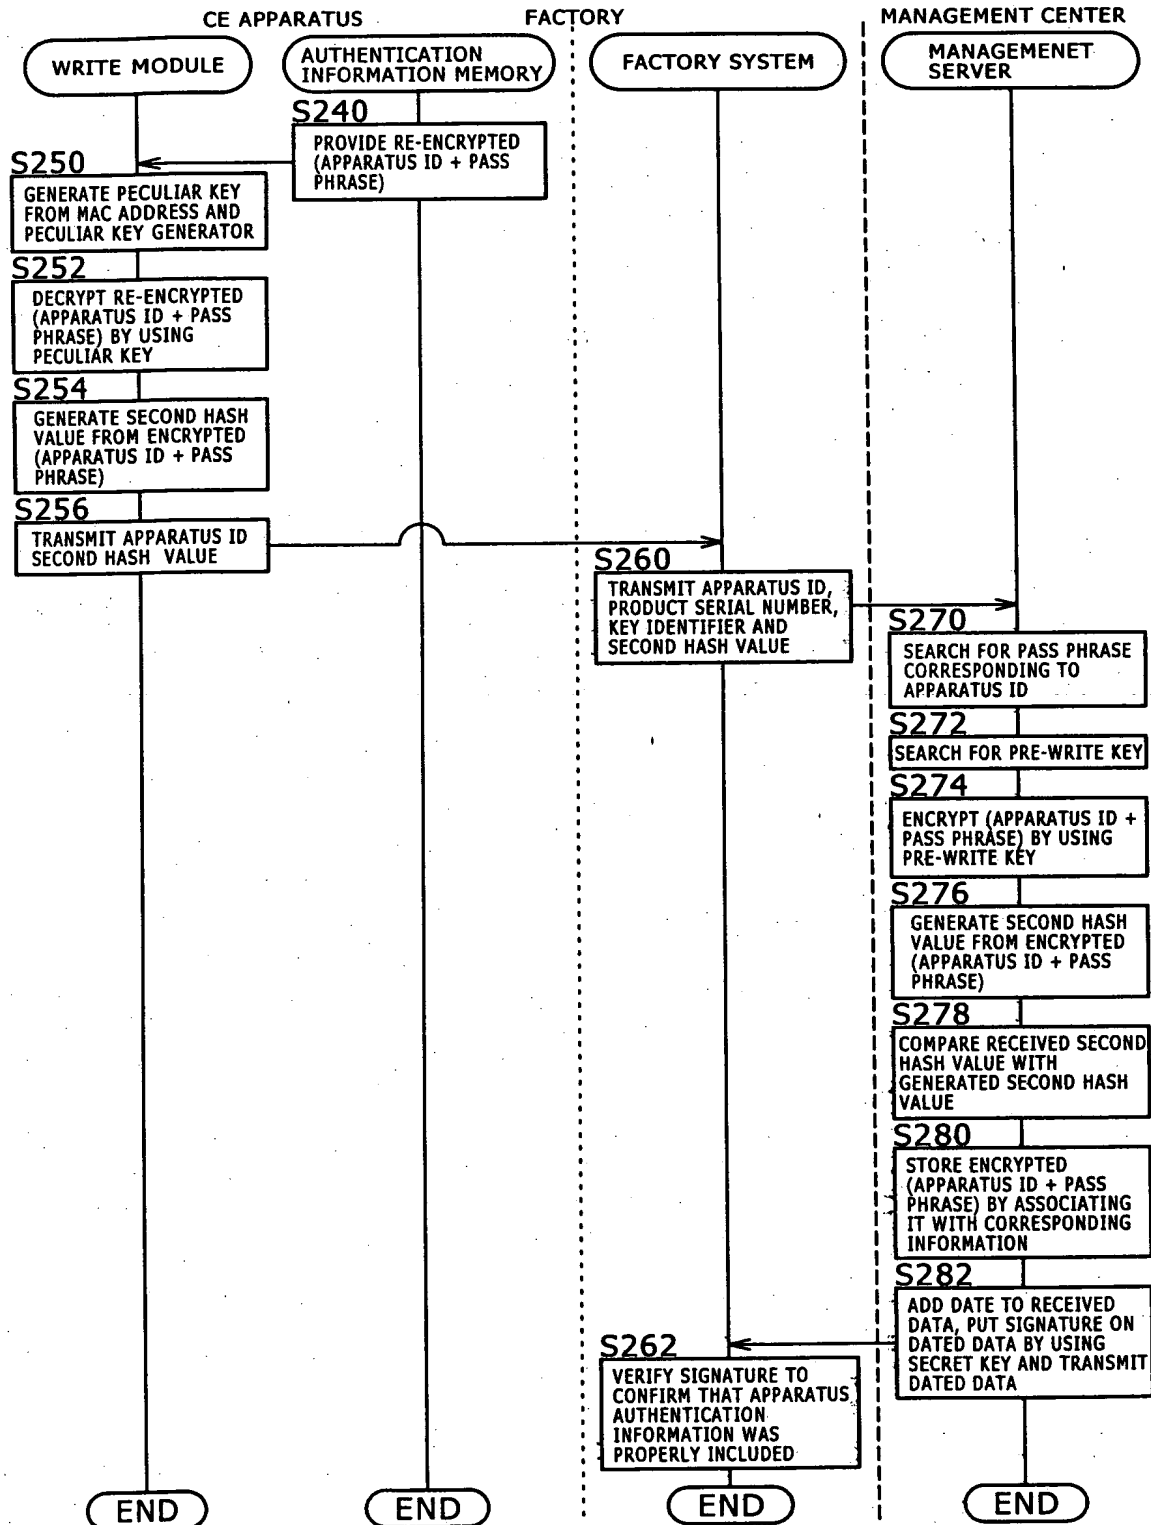 CE APPARATUS
FACTORY
MANAGEMENT CENTER
WRITE MODULE
AUTHENTICATION
INFORMATION MEMORY
FACTORY SYSTEM
MANAGEMENET
SERVER
S240
PROVIDE RE-ENCRYPTED
(APPARATUS ID + PASS
PHRASE)
S250
GENERATE PECULIAR KEY
FROM MAC ADDRESS AND
PECULIAR KEY GENERATOR
S252
DECRYPT RE-ENCRYPTED
(APPARATUS ID + PASS
PHRASE) BY USING
PECULIAR KEY
S254
GENERATE SECOND HASH
VALUE FROM ENCRYPTED
(APPARATUS ID + PASS
PHRASE)
S256
TRANSMIT APPARATUS ID
SECOND HASH VALUE
S260
TRANSMIT APPARATUS ID,
PRODUCT SERIAL NUMBER,
KEY IDENTIFIER AND
SECOND HASH VALUE
S270
SEARCH FOR PASS PHRASE
CORRESPONDING TO
APPARATUS ID
S272
SEARCH FOR PRE-WRITE KEY
S274
ENCRYPT (APPARATUS ID +
PASS PHRASE) BY USING
PRE-WRITE KEY
S276
GENERATE SECOND HASH
VALUE FROM ENCRYPTED
(APPARATUS ID + PASS
PHRASE)
S278
COMPARE RECEIVED SECOND
HASH VALUE WITH
GENERATED SECOND HASH
VALUE
S280
STORE ENCRYPTED
(APPARATUS ID + PASS
PHRASE) BY ASSOCIATING
IT WITH CORRESPONDING
INFORMATION
S282
ADD DATE TO RECEIVED
DATA, PUT SIGNATURE ON
DATED DATA BY USING
SECRET KEY AND TRANSMIT
DATED DATA
S262
VERIFY SIGNATURE TO
CONFIRM THAT APPARATUS
AUTHENTICATION
INFORMATION WAS
PROPERLY INCLUDED
END
END
END
END